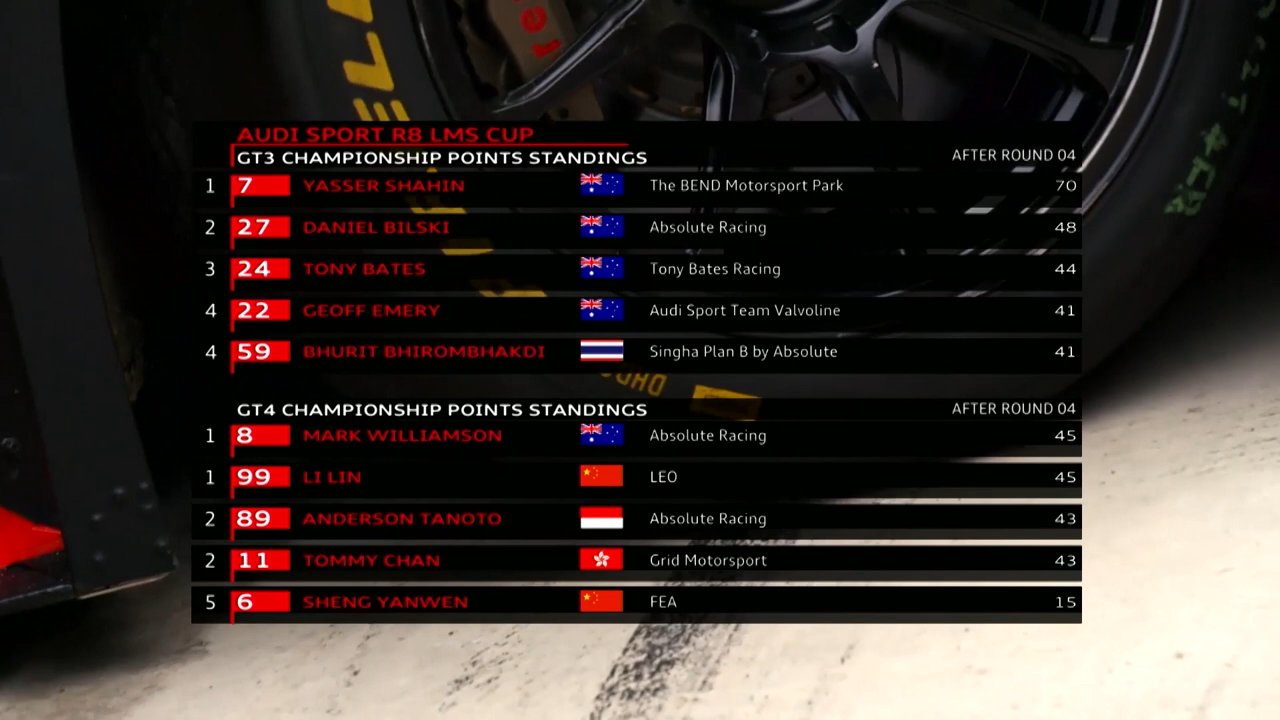 AUDI SPORT R8 LMS CUP
GT3 CHAMPIONSHIP POINTS STANDINGS AFTER ROUND 04
1 7 YASSER SHAHIN The BEND Motorsport Park 70
2 27 DANIEL BILSKI Absolute Racing 48
3 24 TONY BATES Tony Bates Racing 44
4 22 GEOFF EMERY Audi Sport Team Valvoline 41
4 59 BHURIT BHIROMBHAKDI Singha Plan B by Absolute 41
GT4 CHAMPIONSHIP POINTS STANDINGS AFTER ROUND 04
1 8 MARK WILLIAMSON Absolute Racing 45
1 99 LI LIN LEO 45
2 89 ANDERSON TANOTO Absolute Racing 43
2 11 TOMMY CHAN Grid Motorsport 43
5 6 SHENG YANWEN FEA 15